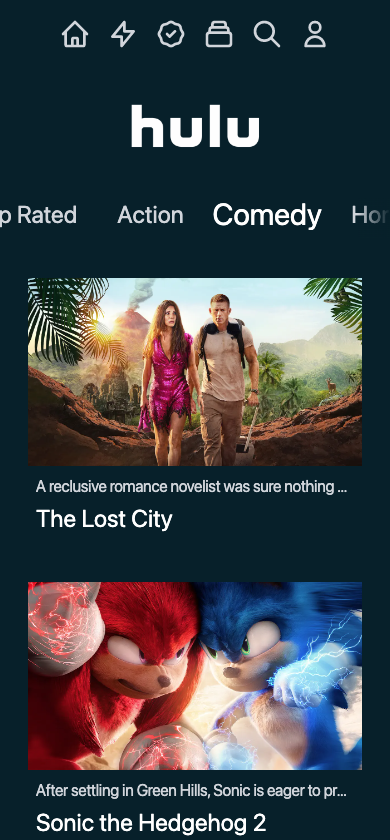 hulu
p Rated Action Comedy Hor
A reclusive romance novelist was sure nothing ...
The Lost City
After settling in Green Hills, Sonic is eager to pr...
Sonic the Hedgehog 2